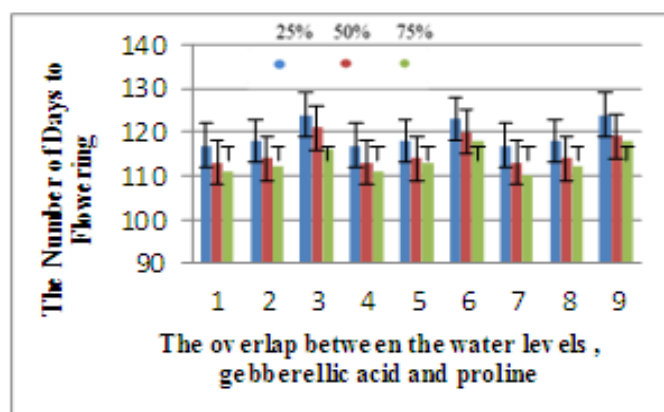 25% 50% 75%
140
130
120
110
100
90
The Number of Days to
Flowering
1 2 3 4 5 6 7 8 9
The overlap between the water levels ,
gebberellic acid and proline